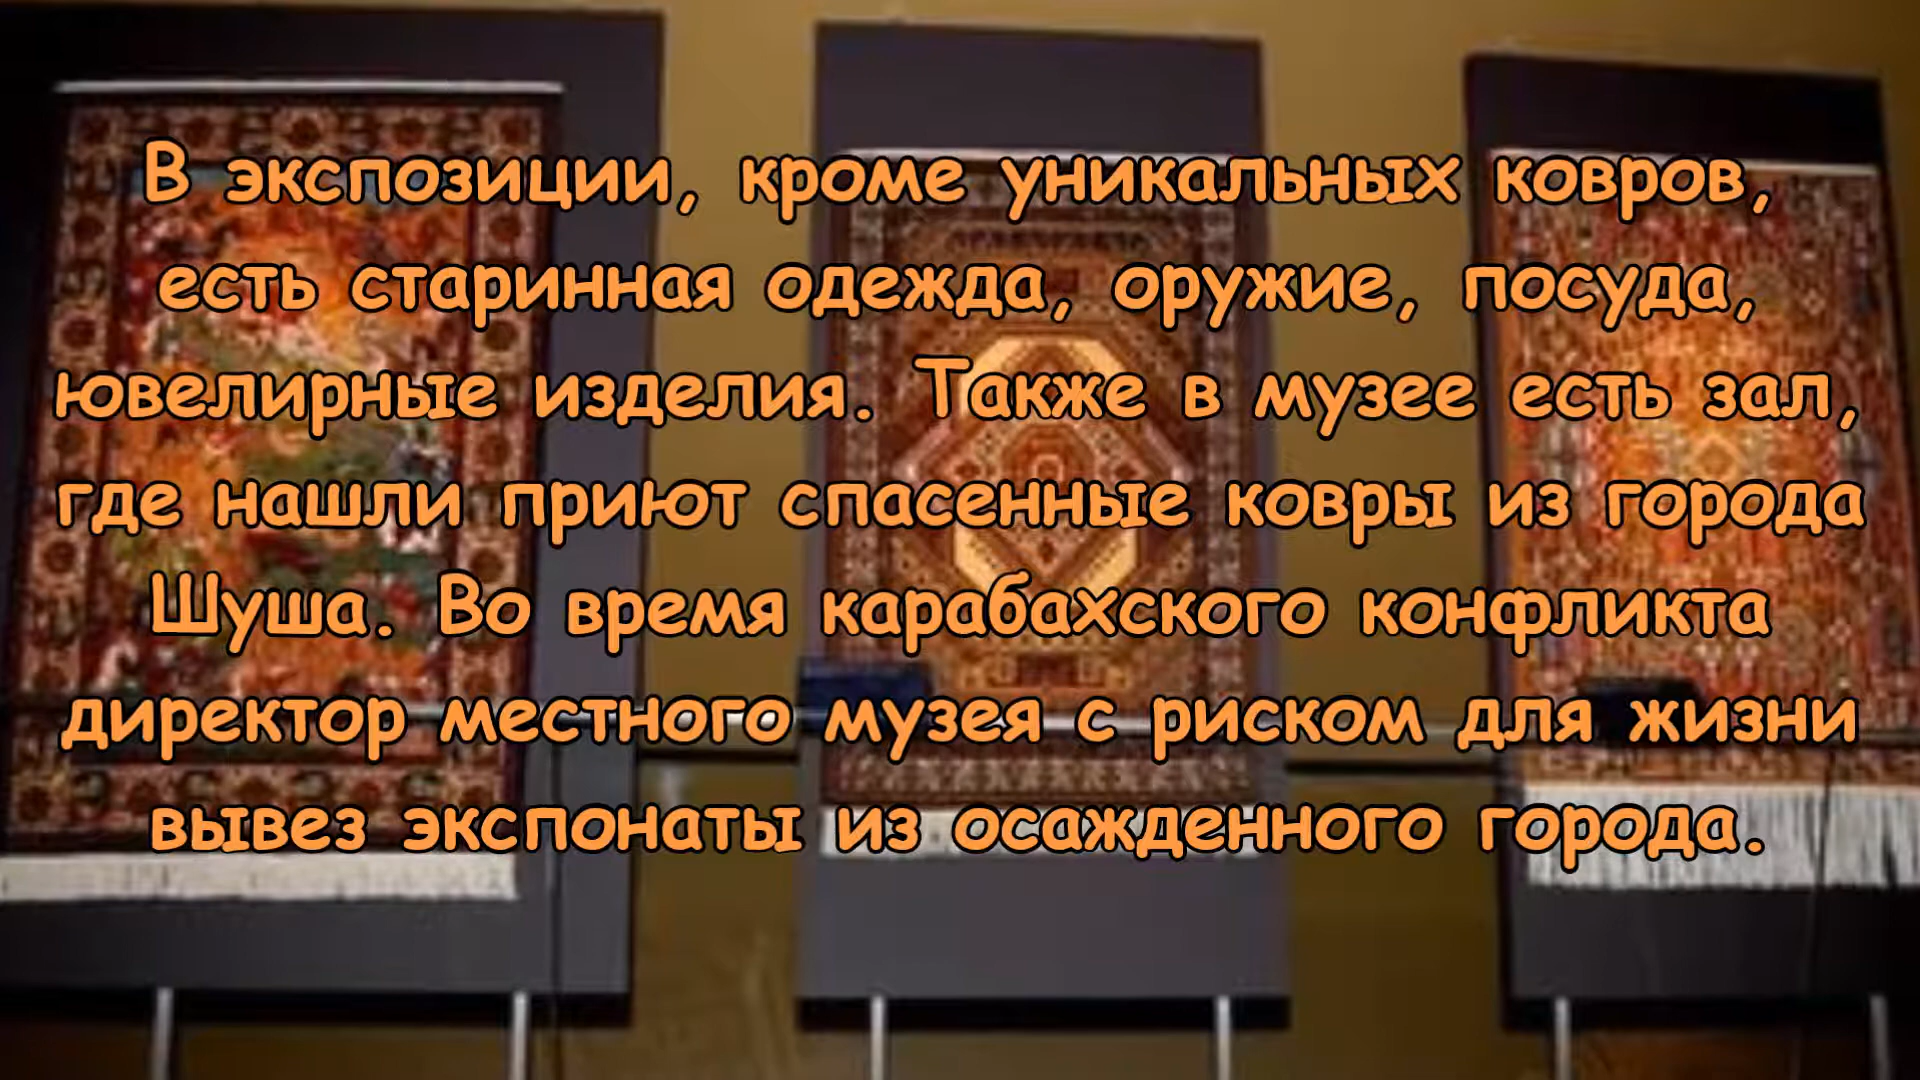 В экспозиции, кроме уникальных ковров,
есть старинная одежда, оружие, посуда,
ювелирные изделия. Также в музее есть зал,
где нашли приют спасенные ковры из города
Шуша. Во время карабахского конфликта
директор местного музея с риском для жизни
вывез экспонаты из осажденного города.